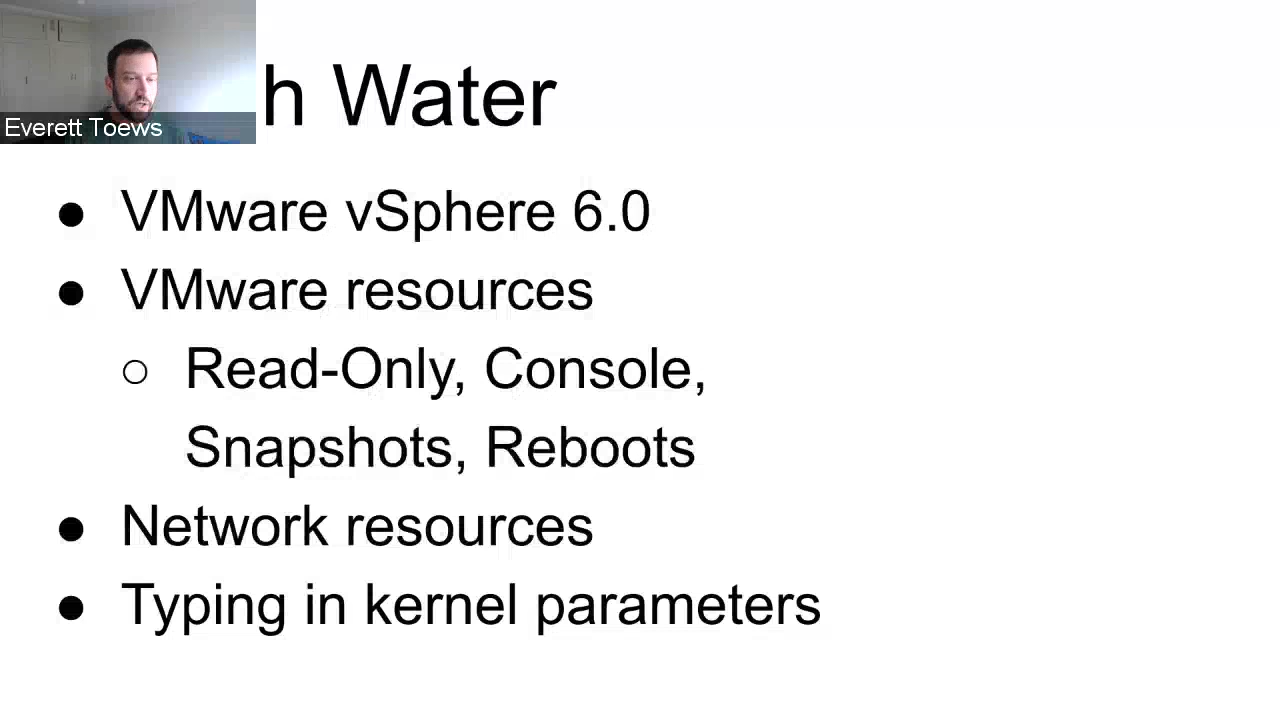 h Water
Everett Toews
● VMware vSphere 6.0
● VMware resources
○ Read-Only, Console,
Snapshots, Reboots
● Network resources
● Typing in kernel parameters